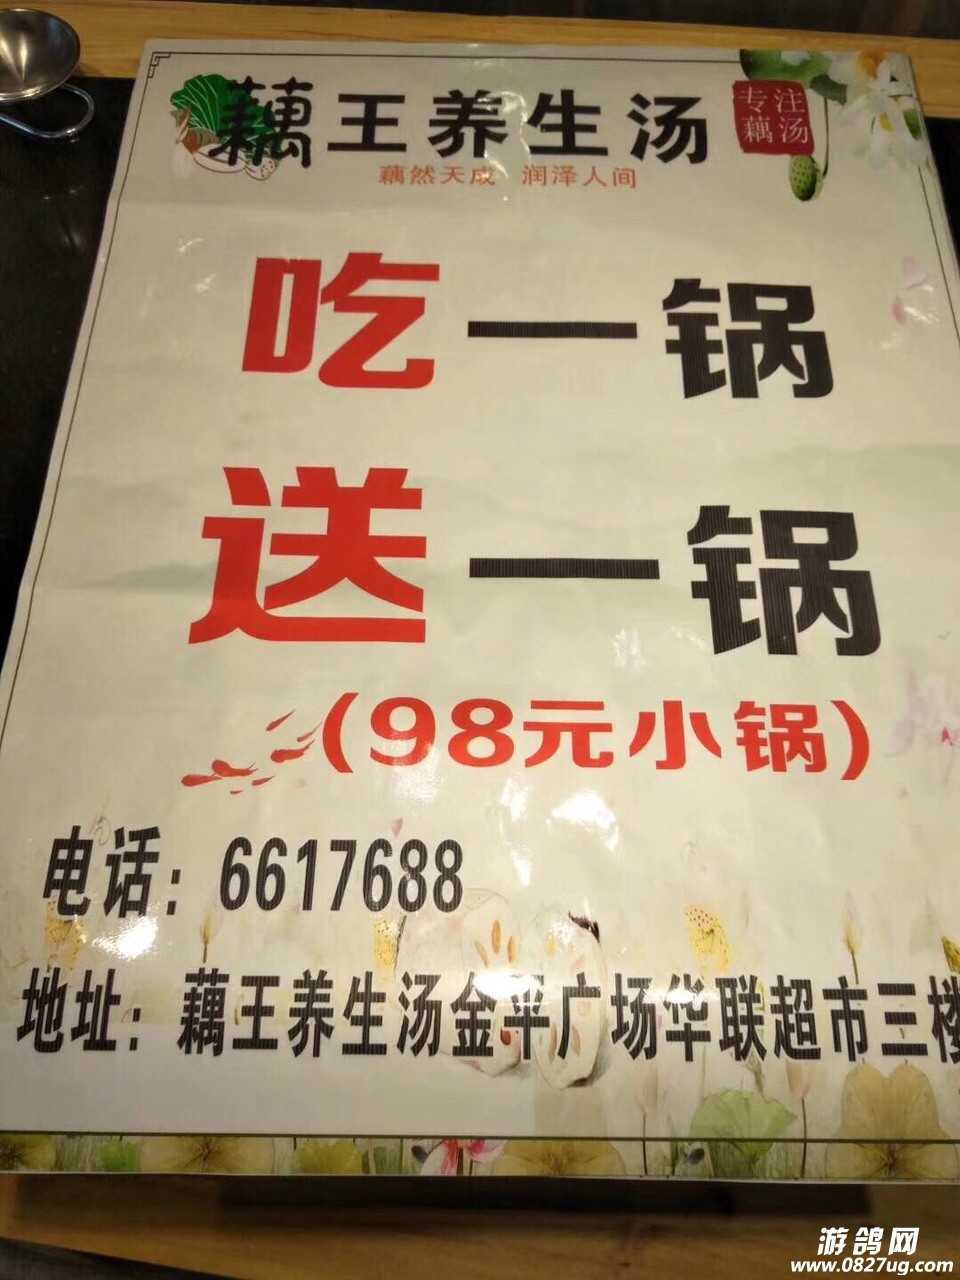 藕王养生汤
专注
藕汤
藕然天成 润泽人间
吃一锅
送一锅
(98元小锅)
电话：6617688
地址：藕王养生汤金平广场华联超市三楼
游鸽网
www.0827ug.com